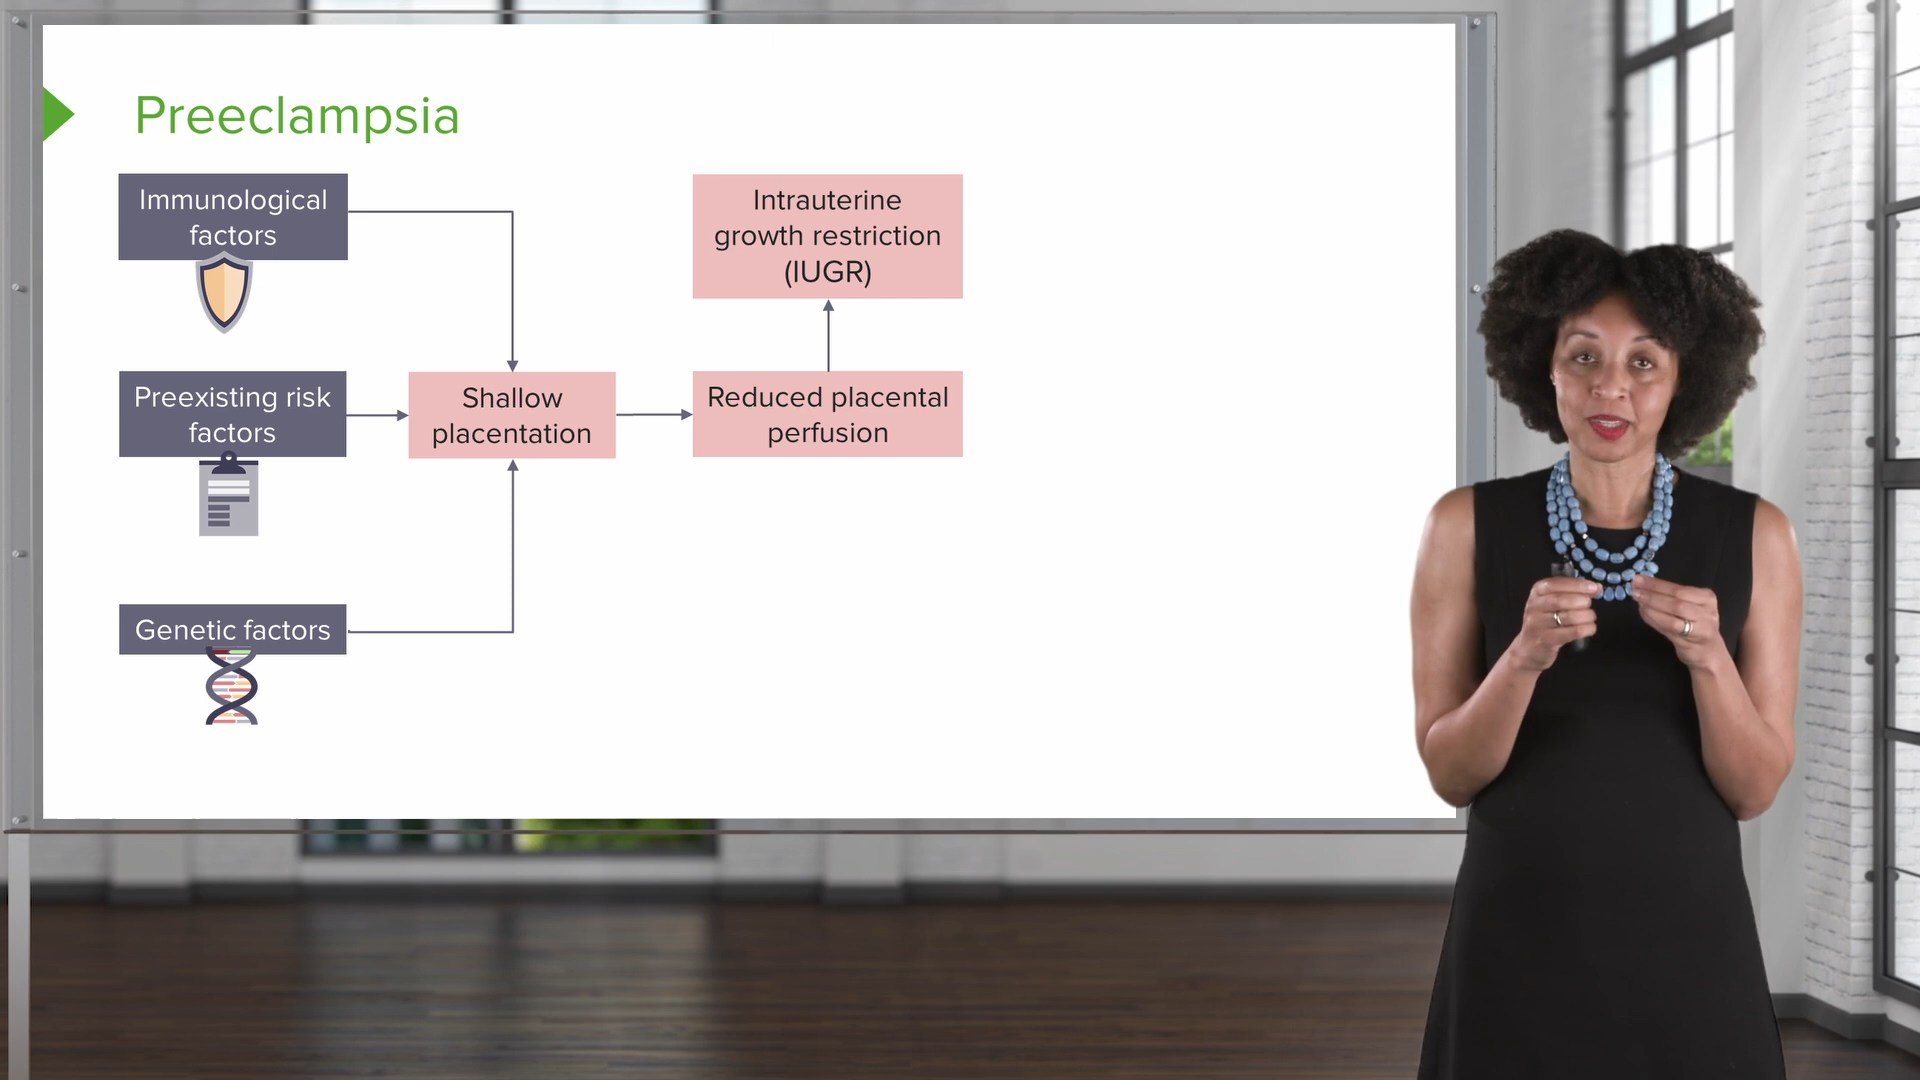 Preeclampsia
Immunological
factors
Preexisting risk
factors
Genetic factors
Shallow
placentation
Intrauterine
growth restriction
(IUGR)
Reduced placental
perfusion